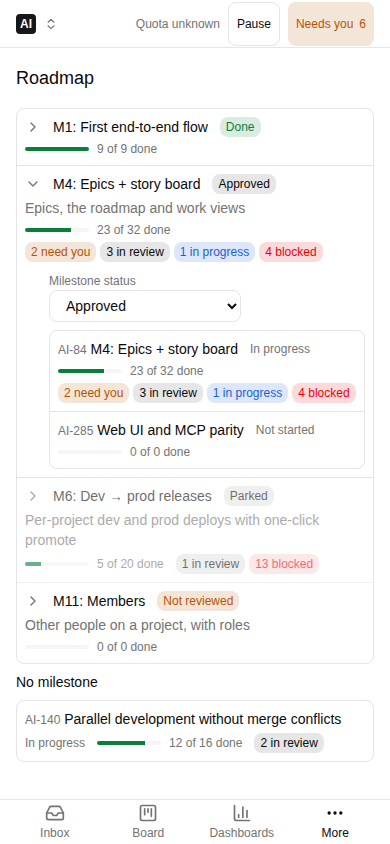 AI Quota unknown Pause Needs you 6
Roadmap
M1: First end-to-end flow Done
9 of 9 done
M4: Epics + story board Approved
Epics, the roadmap and work views
23 of 32 done
2 need you 3 in review 1 in progress 4 blocked
Milestone status
Approved
AI-84 M4: Epics + story board In progress
23 of 32 done
2 need you 3 in review 1 in progress 4 blocked
AI-285 Web UI and MCP parity Not started
0 of 0 done
M6: Dev → prod releases Parked
Per-project dev and prod deploys with one-click
promote
5 of 20 done 1 in review 13 blocked
M11: Members Not reviewed
Other people on a project, with roles
0 of 0 done
No milestone
AI-140 Parallel development without merge conflicts
In progress 12 of 16 done 2 in review
Inbox Board Dashboards More